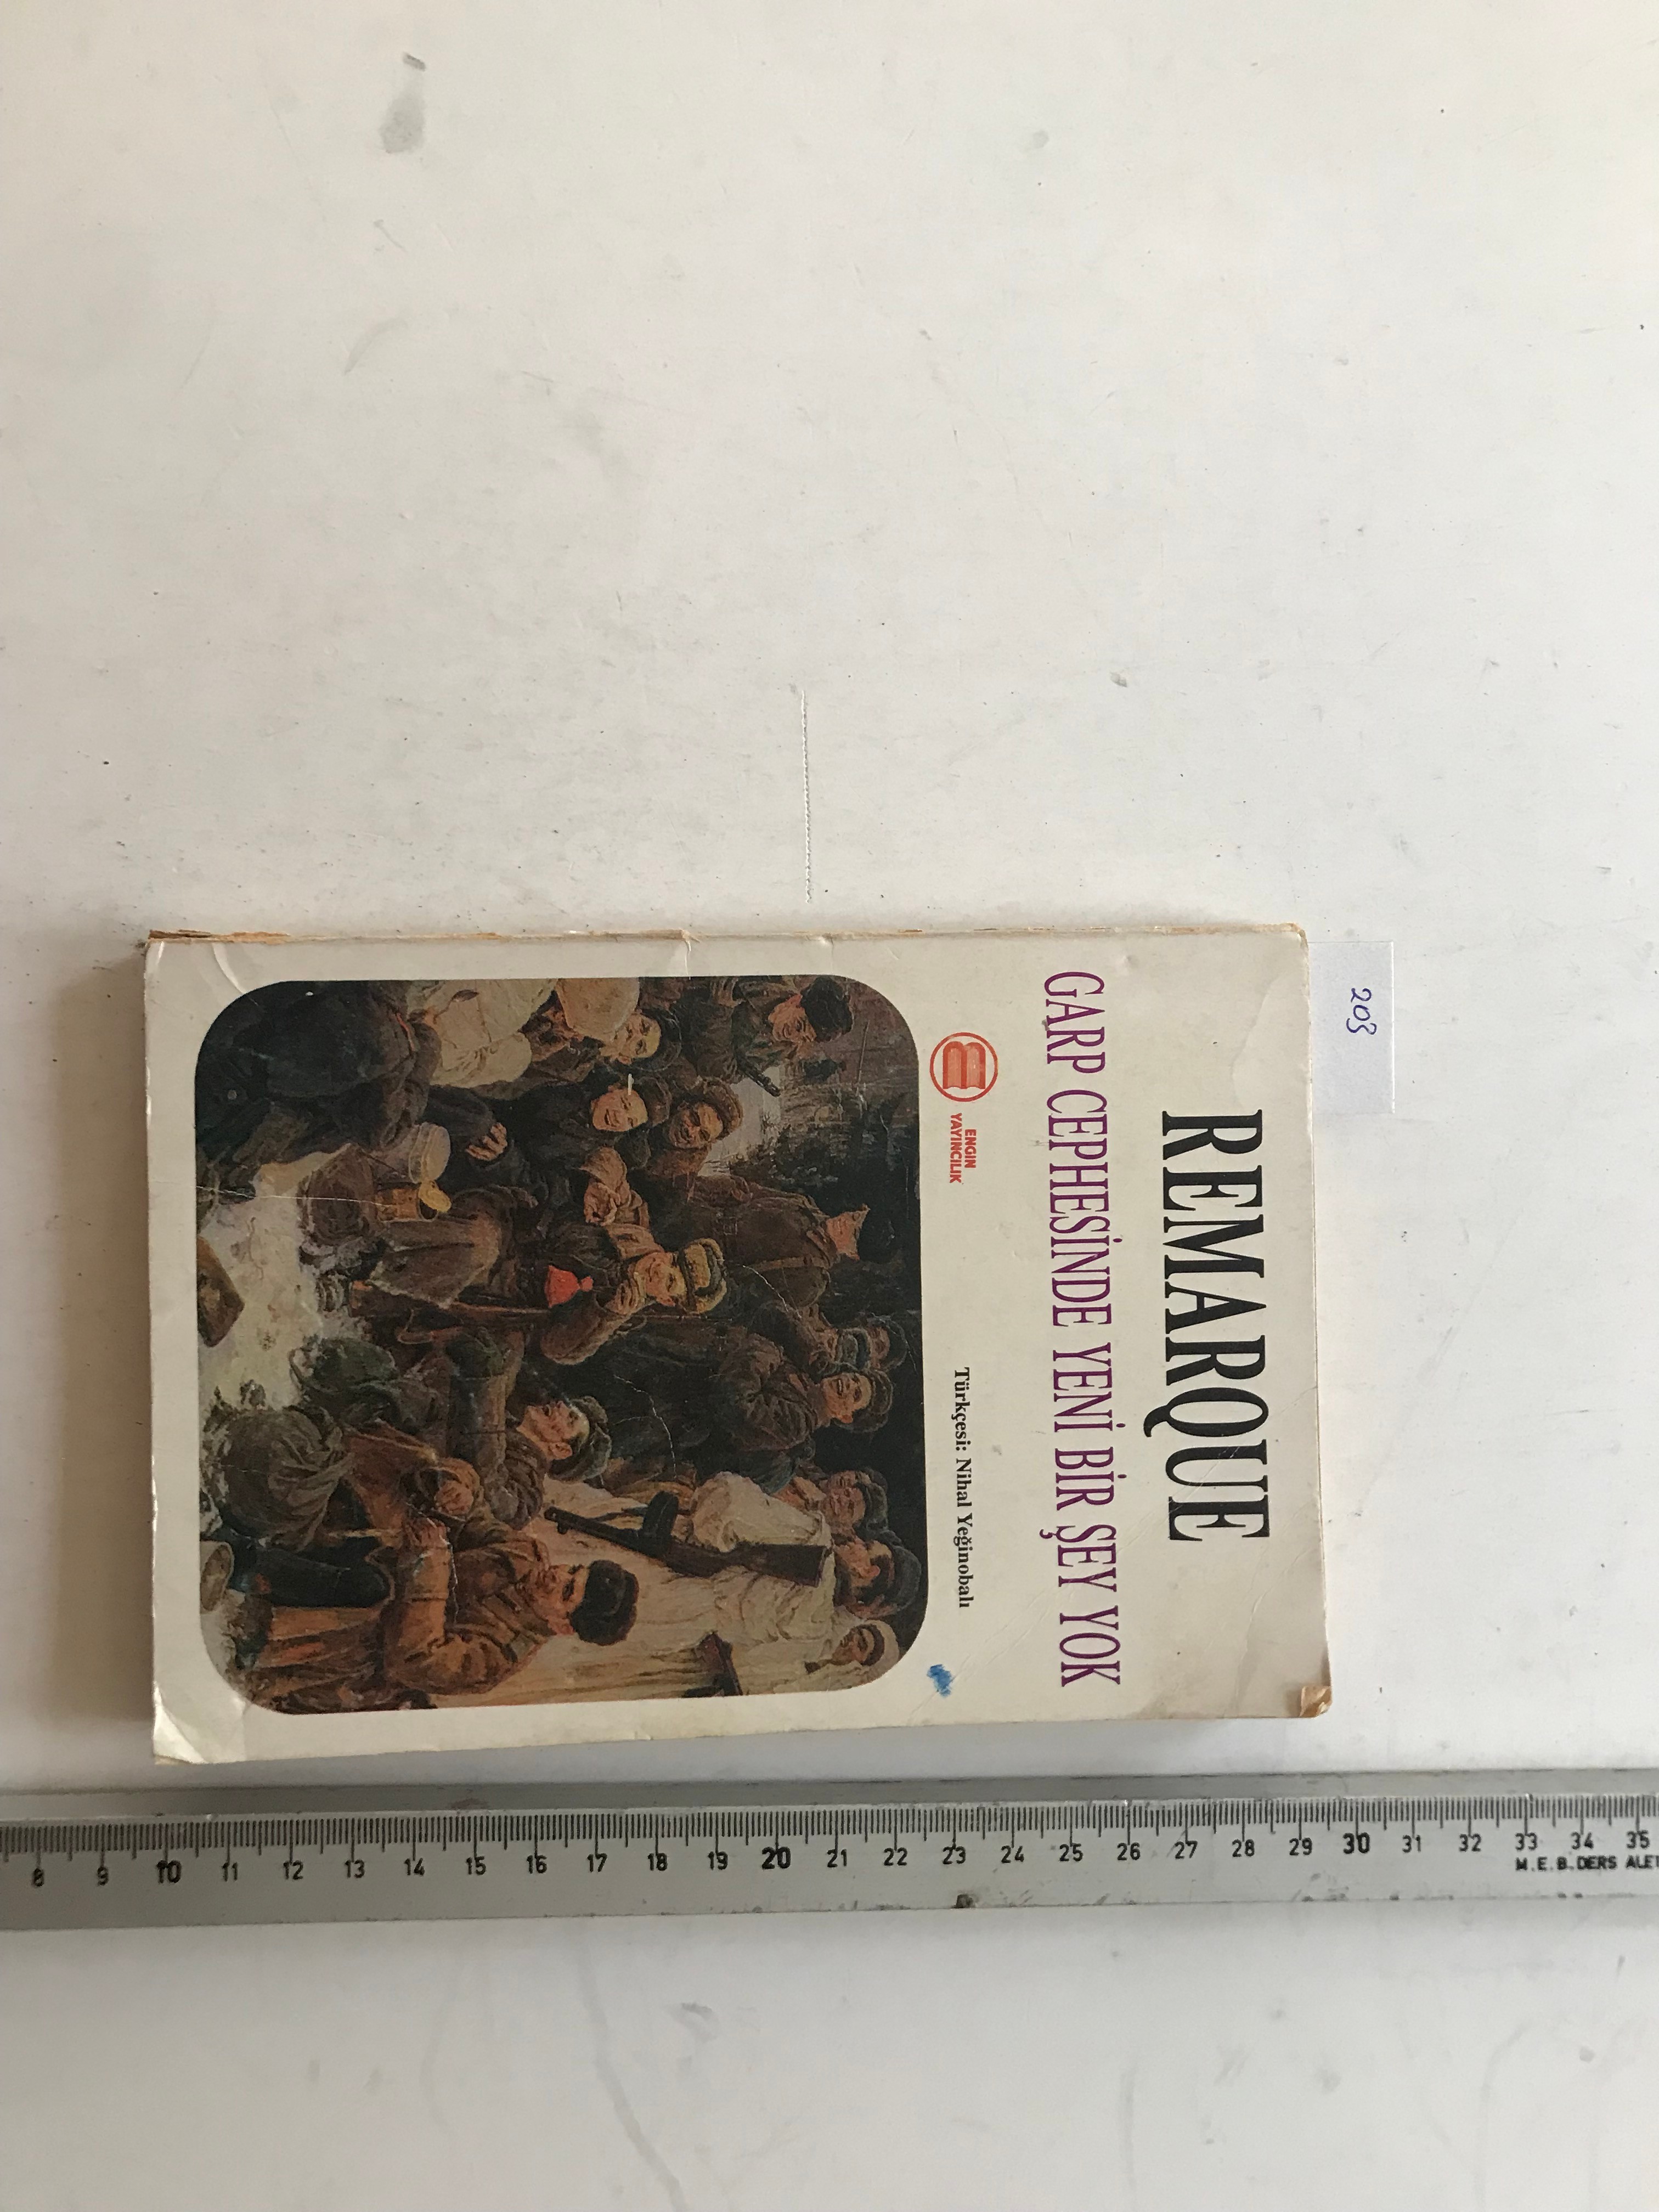 203
REMARQUE
GARP CEPHESİNDE YENİ BİR ŞEY YOK
ENGİN
YAYINCILIK
Türkçesi: Nihal Yeğinobalı
8 9 10 11 12 13 14 15 16 17 18 19 20 21 22 23 24 25 26 27 28 29 30 31 32 33 34 35
M.E.B. DERS ALET